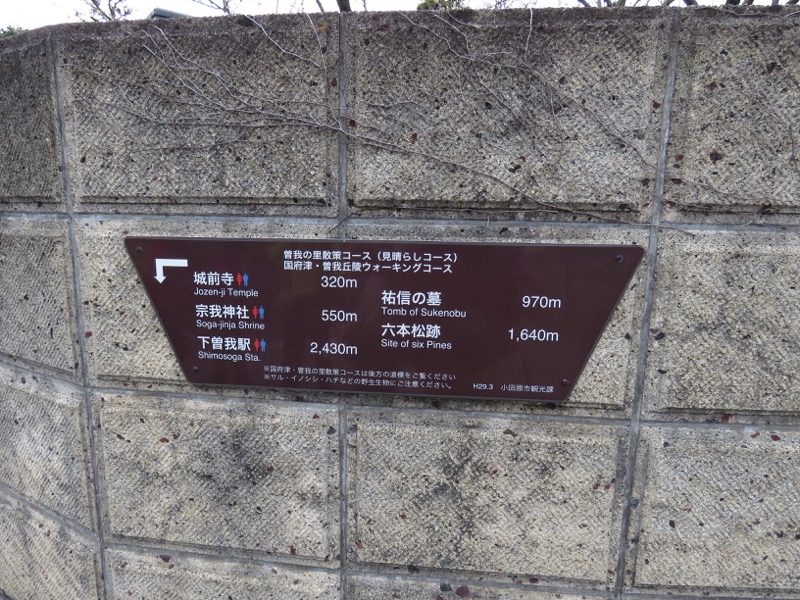 曽我の里散策コース（見晴らしコース）
国府津・曽我丘陵ウォーキングコース
城前寺 320m
Jozen-ji Temple
宗我神社 550m
Soga-jinja Shrine
下曽我駅 2,430m
Shimosoga Sta.
祐信の墓 970m
Tomb of Sukenobu
六本松跡 1,640m
Site of six Pines
※国府津・曽我の里散策コースは後方の道標をご覧ください
※サル・イノシシ・ハチなどの野生生物にご注意ください。
H29.3 小田原市観光課